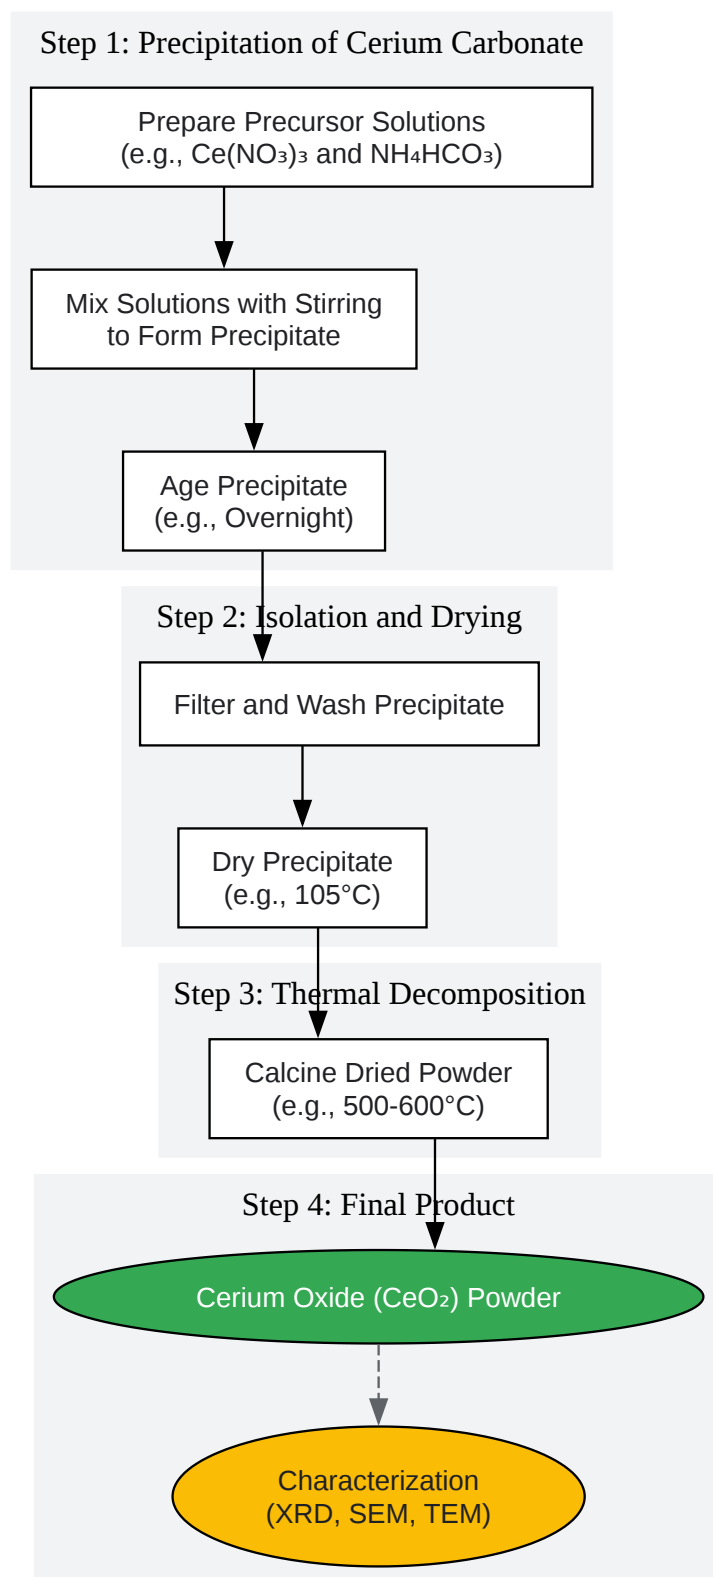 Step 1: Precipitation of Cerium Carbonate
Prepare Precursor Solutions
(e.g., Ce(NO₃)₃ and NH₄HCO₃)
Mix Solutions with Stirring
to Form Precipitate
Age Precipitate
(e.g., Overnight)
Step 2: Isolation and Drying
Filter and Wash Precipitate
Dry Precipitate
(e.g., 105°C)
Step 3: Thermal Decomposition
Calcine Dried Powder
(e.g., 500-600°C)
Step 4: Final Product
Cerium Oxide (CeO₂) Powder
Characterization
(XRD, SEM, TEM)